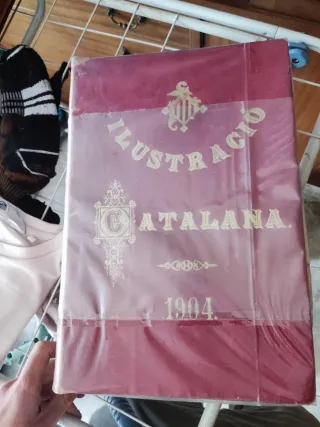 ILUSTRACIÓ
CATALANA.
1904.